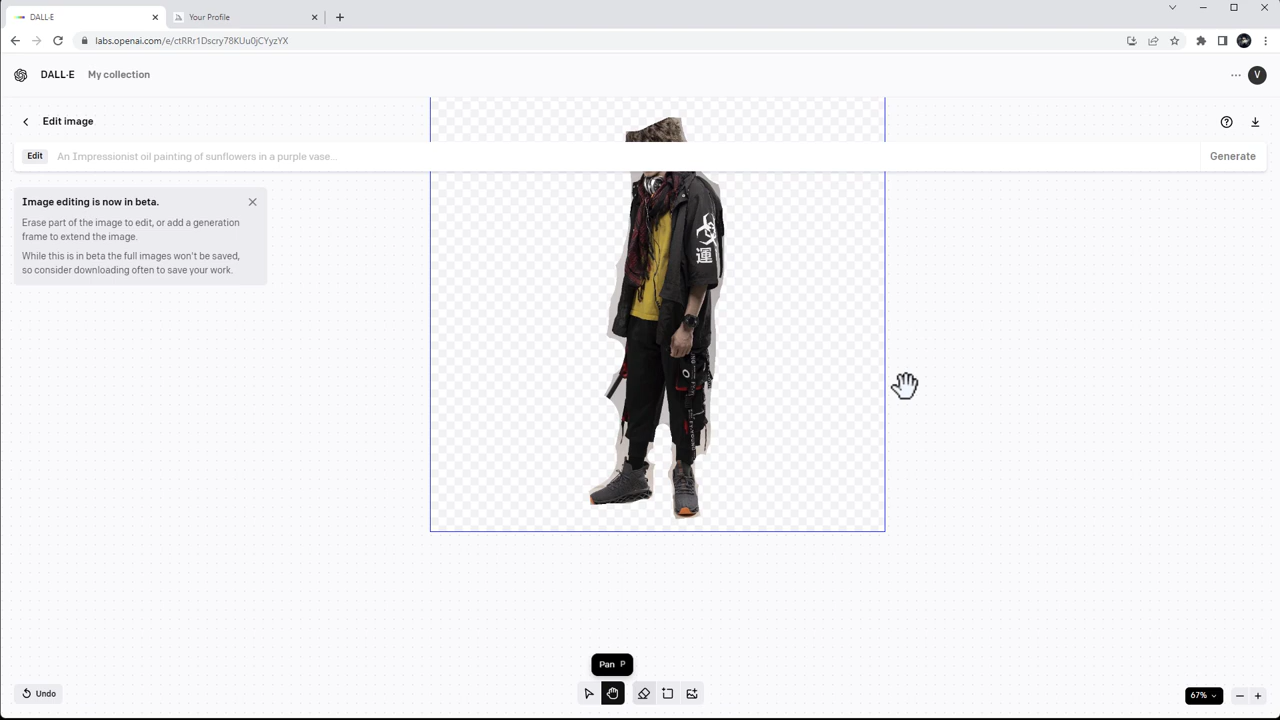 DALL·E
Your Profile
labs.openai.com/e/ctRRr1Dscry78KUu0jCYyzYX
DALL·E
My collection
V
Edit image
Edit
An Impressionist oil painting of sunflowers in a purple vase...
Generate
Image editing is now in beta.
Erase part of the image to edit, or add a generation
frame to extend the image.
While this is in beta the full images won't be saved,
so consider downloading often to save your work.
運
Pan P
Undo
67%